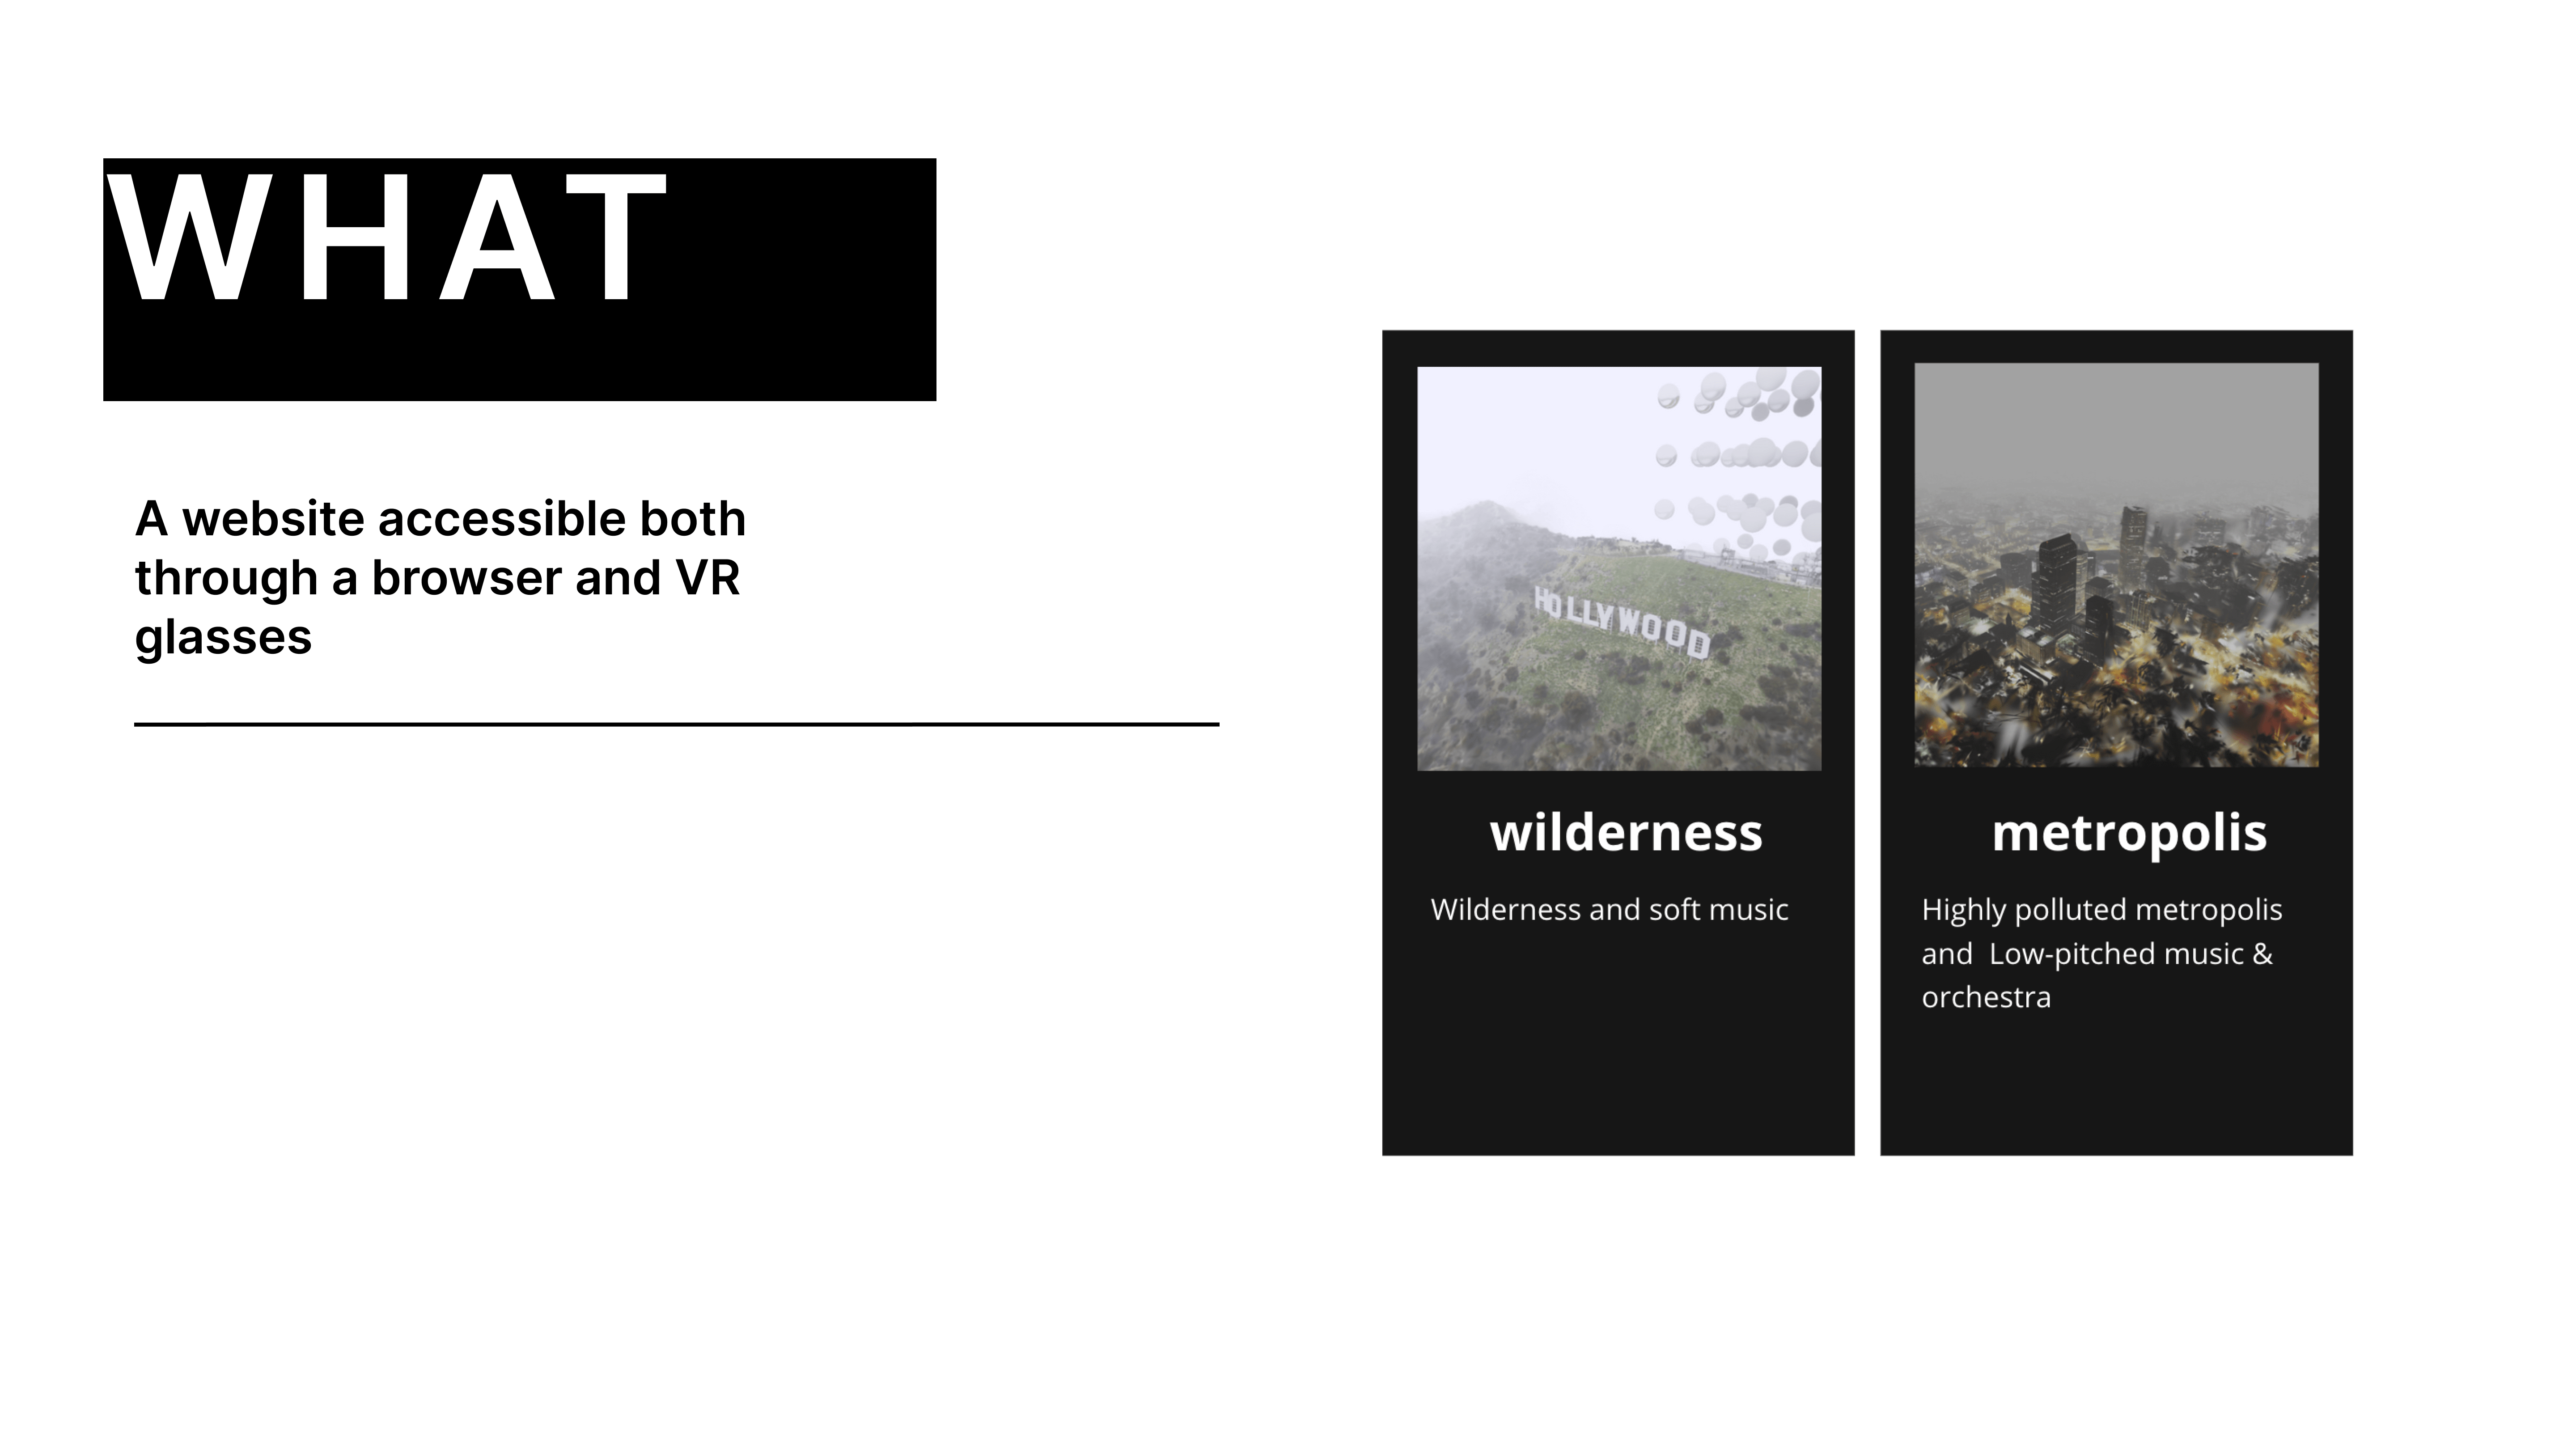 WHAT
A website accessible both
through a browser and VR
glasses
HOLLYWOOD
wilderness
Wilderness and soft music
metropolis
Highly polluted metropolis
and  Low-pitched music &
orchestra